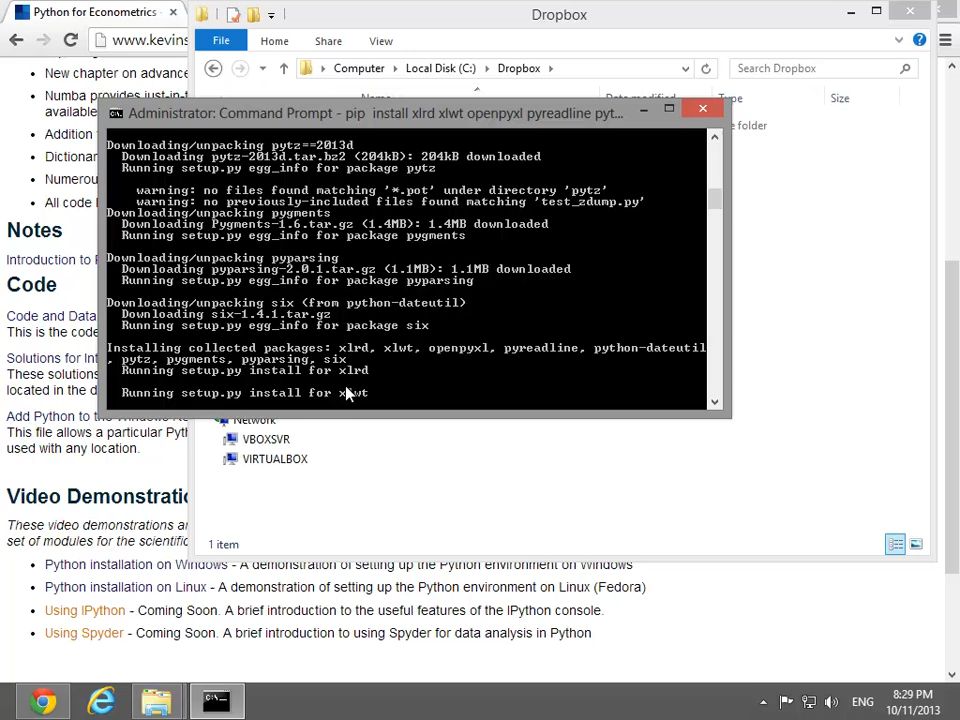 Python for Econometrics
www.kevins
New chapter on advance
Numba provides just-in-t
available
Addition
Dictionar
Numerou
All code
Notes
Introduction to P
Code
Code and Data
This is the code
Solutions for Int
These solutions
located in the d
Add Python to the Windows Re
This file allows a particular Pyth
used with any location.
Video Demonstratio
These video demonstrations ar
set of modules for the scientific
Python installation on Windows - A demonstration of setting up the Python environment on Windows
Python installation on Linux - A demonstration of setting up the Python environment on Linux (Fedora)
Using IPython - Coming Soon. A brief introduction to the useful features of the IPython console.
Using Spyder - Coming Soon. A brief introduction to using Spyder for data analysis in Python
Dropbox
File Home Share View
Computer Local Disk (C:) Dropbox
Search Dropbox
Type Size
older
Network
VBOXSVR
VIRTUALBOX
1 item
Administrator: Command Prompt - pip install xlrd xlwt openpyxl pyreadline pyt...
Downloading/unpacking pytz==2013d
Downloading pytz-2013d.tar.bz2 (204kB): 204kB downloaded
Running setup.py egg_info for package pytz
warning: no files found matching '*.pot' under directory 'pytz'
warning: no previously-included files found matching 'test_zdump.py'
Downloading/unpacking pygments
Downloading Pygments-1.6.tar.gz (1.4MB): 1.4MB downloaded
Running setup.py egg_info for package pygments
Downloading/unpacking pyparsing
Downloading pyparsing-2.0.1.tar.gz (1.1MB): 1.1MB downloaded
Running setup.py egg_info for package pyparsing
Downloading/unpacking six (from python-dateutil)
Downloading six-1.4.1.tar.gz
Running setup.py egg_info for package six
Installing collected packages: xlrd, xlwt, openpyxl, pyreadline, python-dateutil
, pytz, pygments, pyparsing, six
Running setup.py install for xlrd
Running setup.py install for xlwt
ENG
8:29 PM
10/11/2013